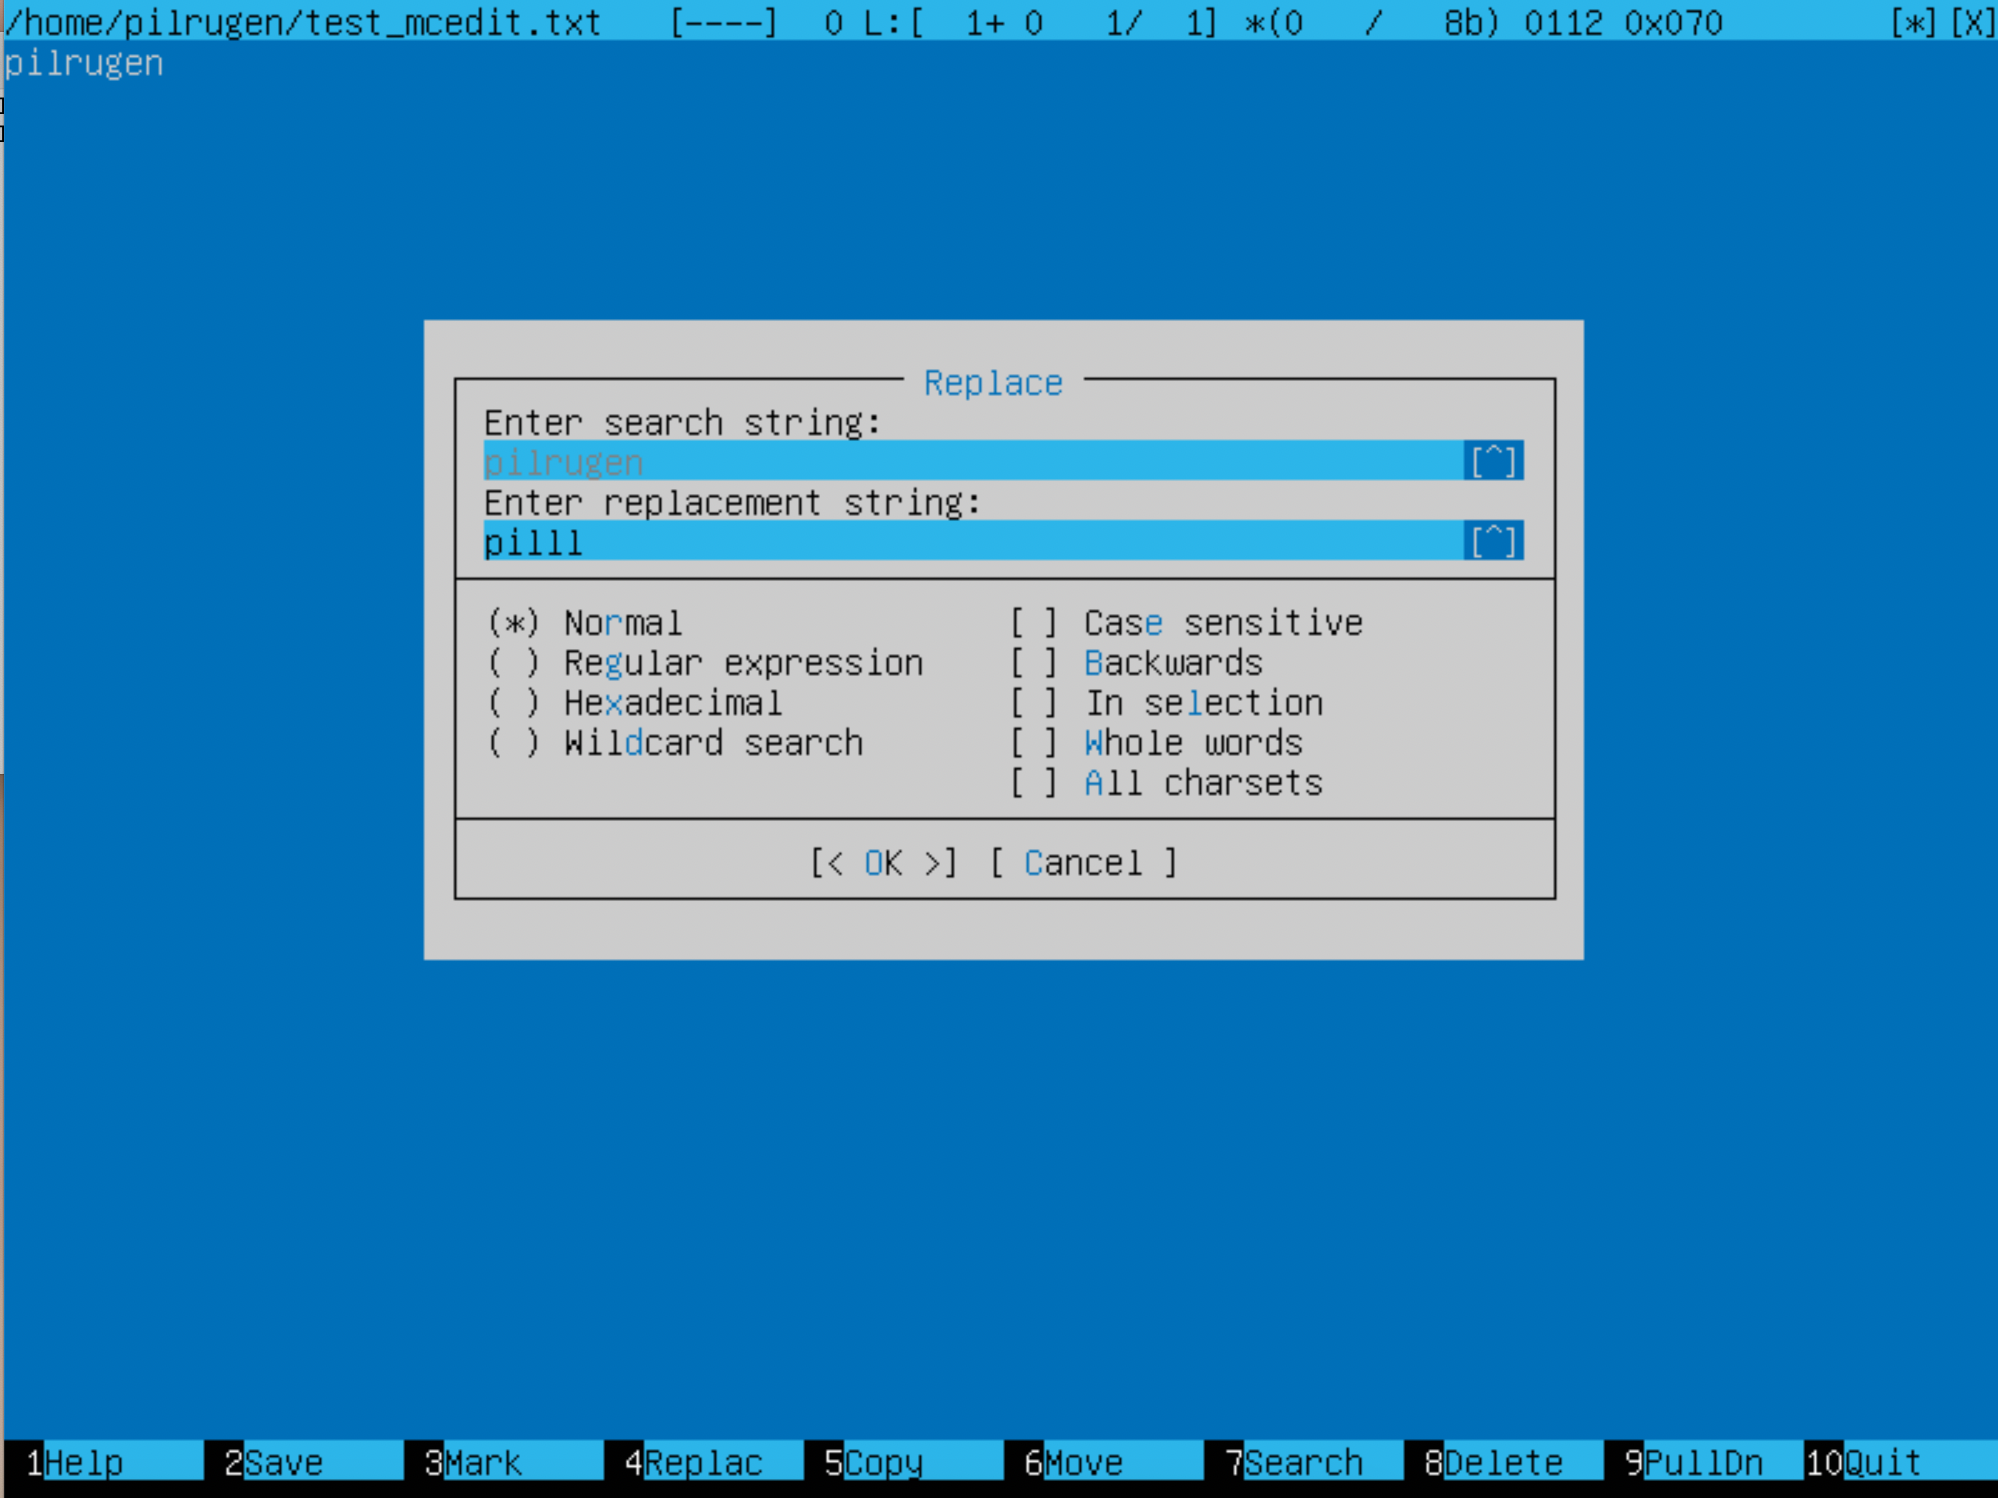 /home/pilrugen/test_mcedit.txt [----] 0 L:[ 1+ 0 1/ 1] *(0 / 8b) 0112 0x070 [*][X]
pilrugen
Replace
Enter search string:
pilrugen [^]
Enter replacement string:
pilll [^]
(*) Normal [ ] Case sensitive
( ) Regular expression [ ] Backwards
( ) Hexadecimal [ ] In selection
( ) Wildcard search [ ] Whole words
[ ] All charsets
[< OK >] [ Cancel ]
1Help 2Save 3Mark 4Replac 5Copy 6Move 7Search 8Delete 9PullDn 10Quit